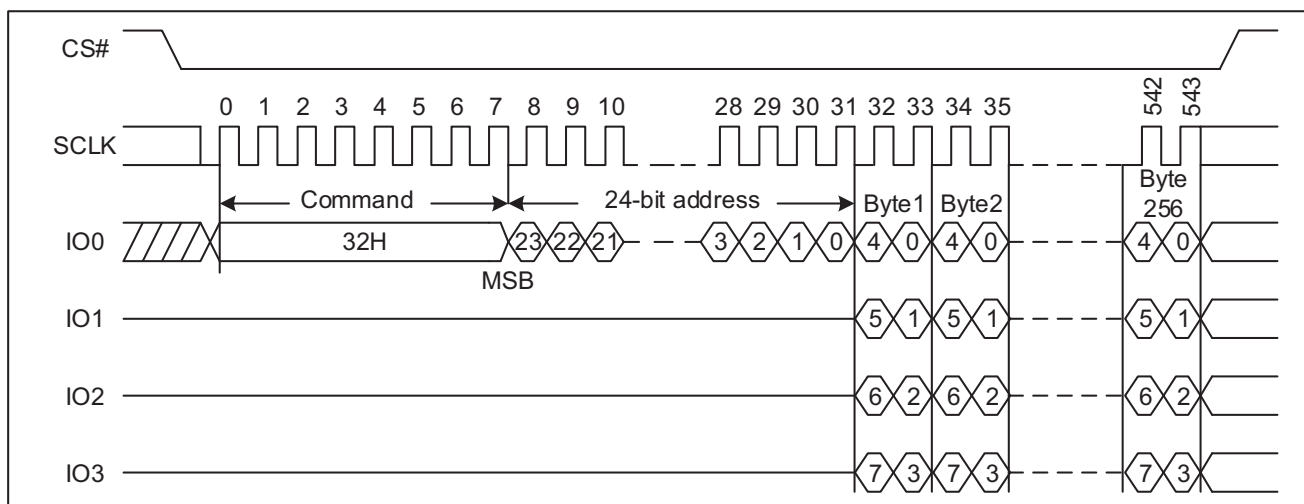 CS#
0 1 2 3 4 5 6 7 8 9 10 28 29 30 31 32 33 34 35 542 543
SCLK
Command 24-bit address Byte1 Byte2 Byte
256
IO0 32H 23 22 21 3 2 1 0 4 0 4 0 4 0
MSB
IO1 5 1 5 1 5 1
IO2 6 2 6 2 6 2
IO3 7 3 7 3 7 3